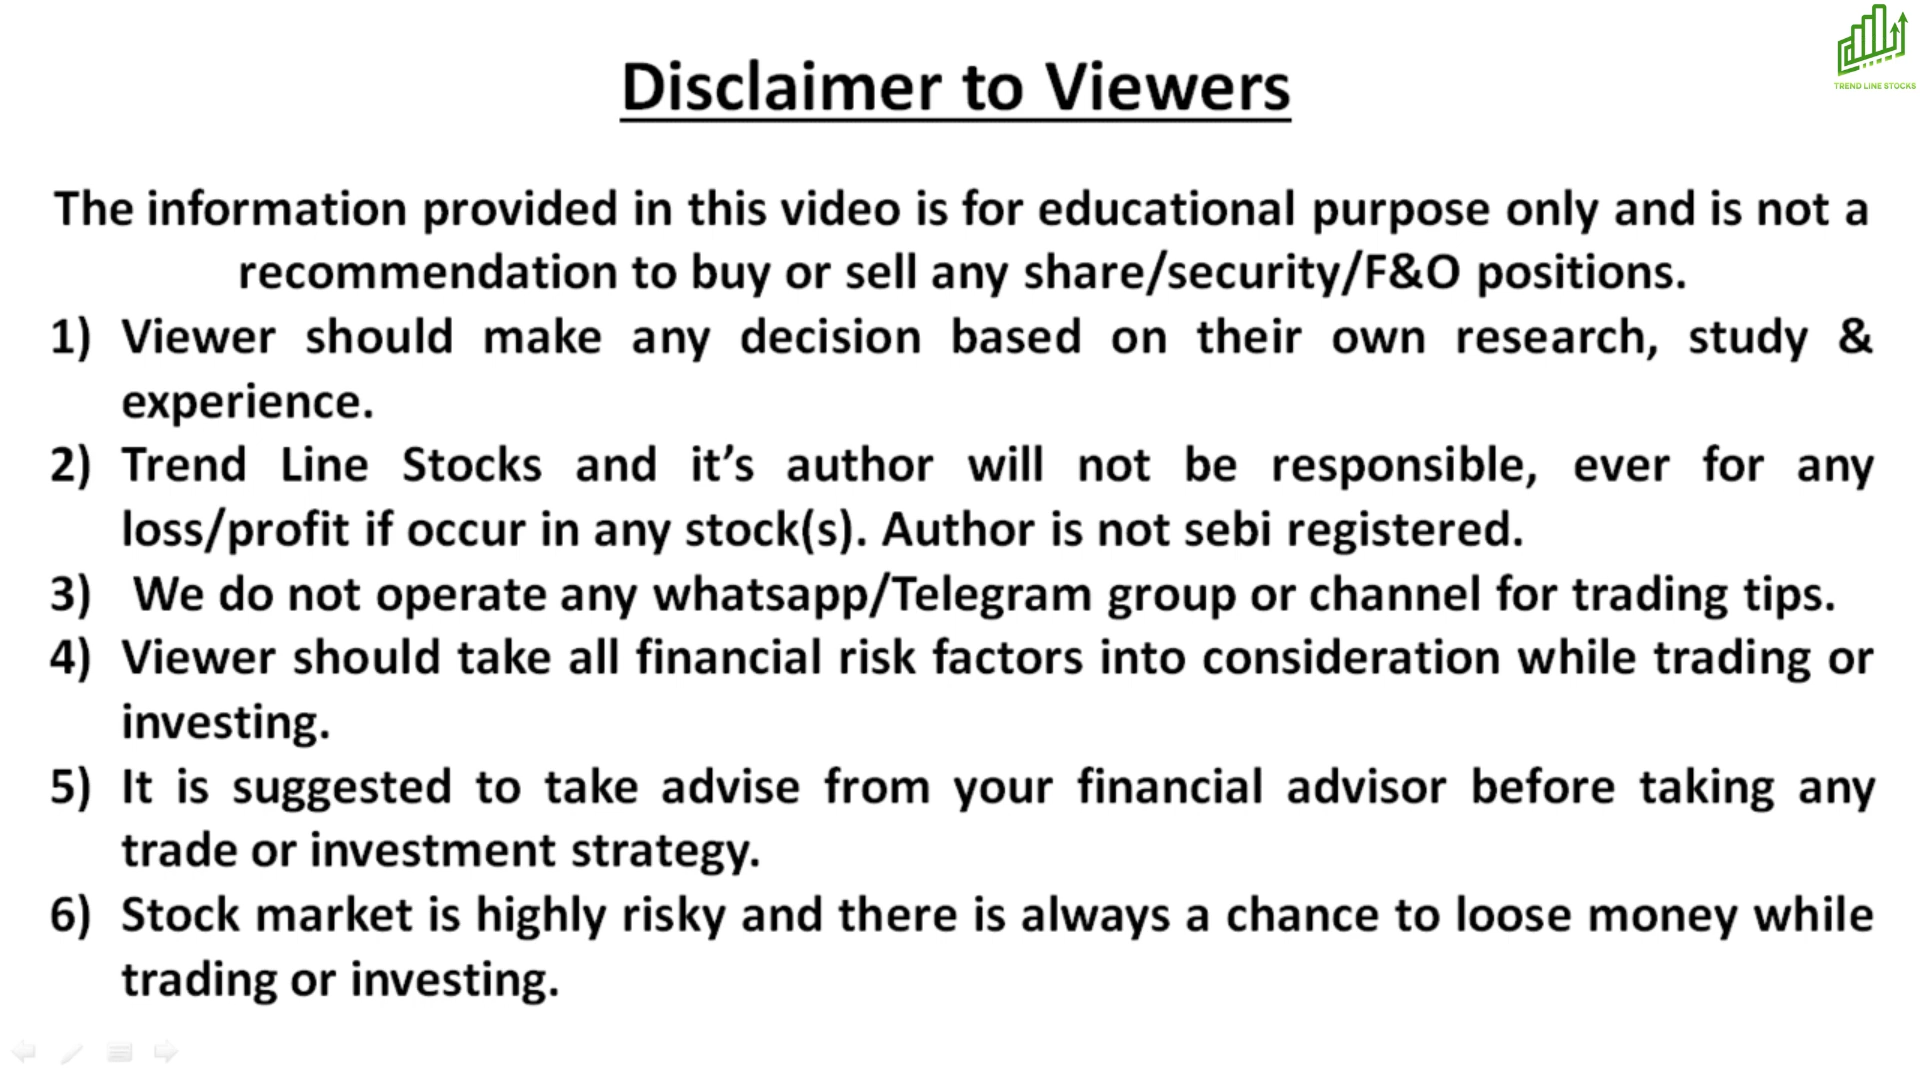 TREND LINE STOCKS
Disclaimer to Viewers
The information provided in this video is for educational purpose only and is not a
recommendation to buy or sell any share/security/F&O positions.
1) Viewer should make any decision based on their own research, study &
experience.
2) Trend Line Stocks and it’s author will not be responsible, ever for any
loss/profit if occur in any stock(s). Author is not sebi registered.
3) We do not operate any whatsapp/Telegram group or channel for trading tips.
4) Viewer should take all financial risk factors into consideration while trading or
investing.
5) It is suggested to take advise from your financial advisor before taking any
trade or investment strategy.
6) Stock market is highly risky and there is always a chance to loose money while
trading or investing.